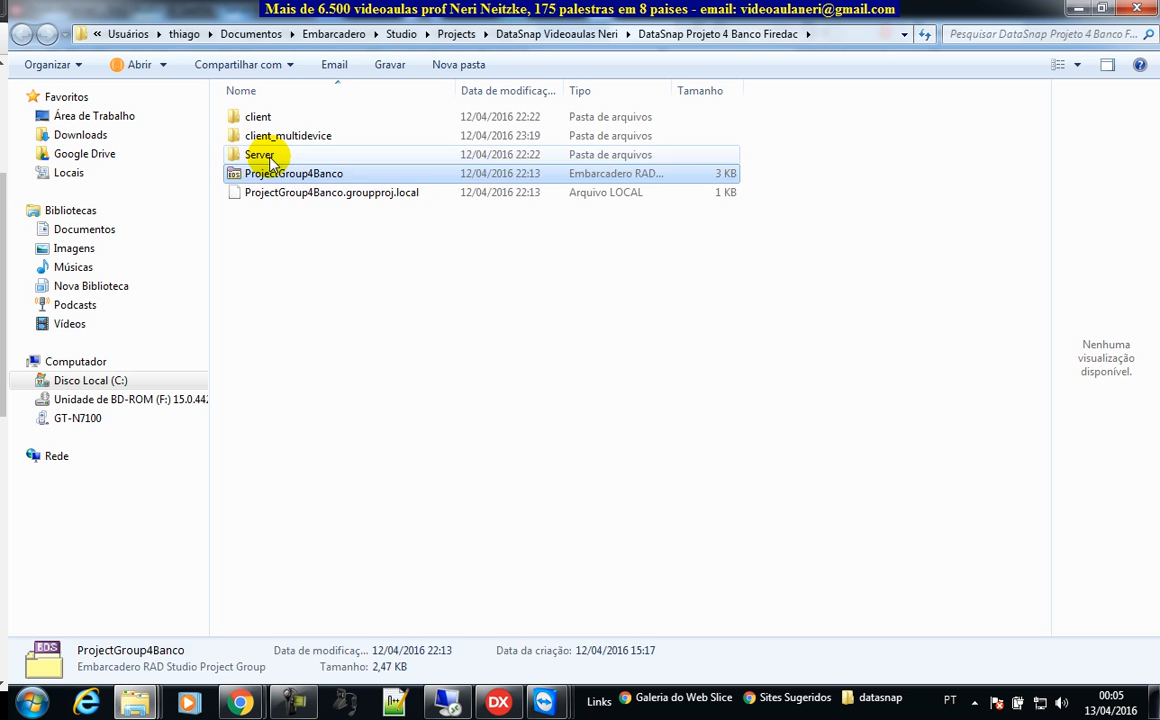 Mais de 6.500 videoaulas prof Neri Neitzke, 175 palestras em 8 paises - email: videoaulaneri@gmail.com
« Usuários thiago Documentos Embarcadero Studio Projects DataSnap Videoaulas Neri DataSnap Projeto 4 Banco Firedac
Pesquisar DataSnap Projeto 4 Banco F...
Organizar Abrir Compartilhar com Email Gravar Nova pasta
Nome Data de modificaç... Tipo Tamanho
client 12/04/2016 22:22 Pasta de arquivos
client_multidevice 12/04/2016 23:19 Pasta de arquivos
Server 12/04/2016 22:22 Pasta de arquivos
ProjectGroup4Banco 12/04/2016 22:13 Embarcadero RAD... 3 KB
ProjectGroup4Banco.groupproj.local 12/04/2016 22:13 Arquivo LOCAL 1 KB
Favoritos
Área de Trabalho
Downloads
Google Drive
Locais
Bibliotecas
Documentos
Imagens
Músicas
Nova Biblioteca
Podcasts
Vídeos
Computador
Disco Local (C:)
Unidade de BD-ROM (F:) 15.0.442
GT-N7100
Rede
Nenhuma
visualização
disponível.
EDS
ProjectGroup4Banco Data de modificaç... 12/04/2016 22:13 Data da criação: 12/04/2016 15:17
Embarcadero RAD Studio Project Group Tamanho: 2,47 KB
DX
Links Galeria do Web Slice Sites Sugeridos datasnap PT
00:05
13/04/2016